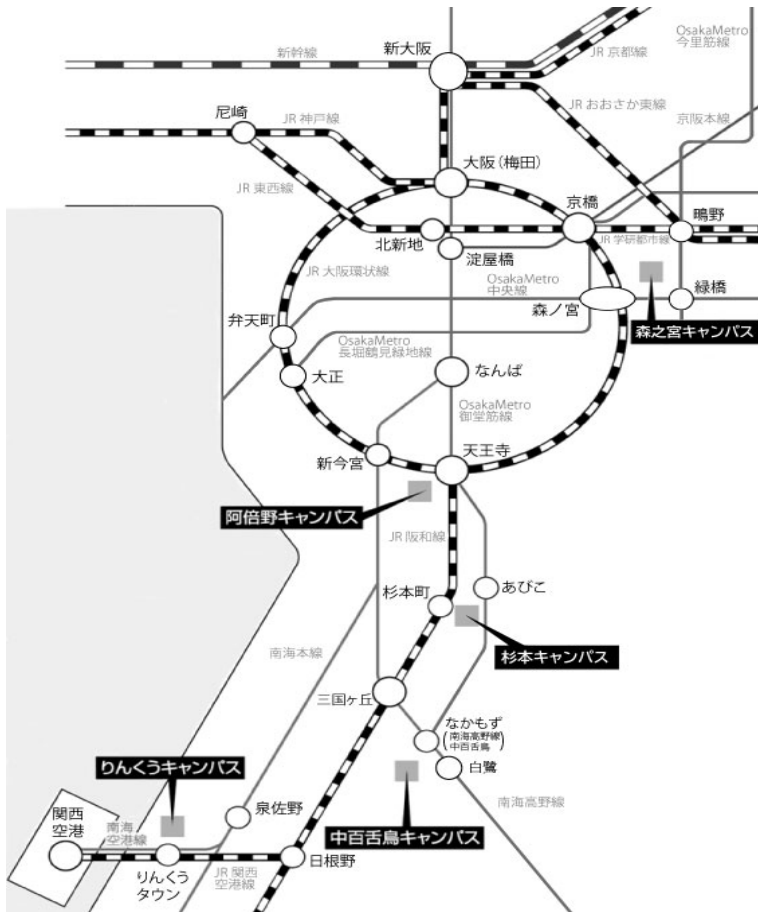 新大阪
OsakaMetro
今里筋線
新幹線
JR 京都線
JR おおさか東線
尼崎
JR 神戸線
京阪本線
大阪(梅田)
JR 東西線
京橋
鴫野
北新地
淀屋橋
JR 学研都市線
JR 大阪環状線
OsakaMetro
中央線
森ノ宮
緑橋
弁天町
森之宮キャンパス
OsakaMetro
長堀鶴見緑地線
大正
なんば
OsakaMetro
御堂筋線
新今宮
天王寺
阿倍野キャンパス
JR 阪和線
杉本町
あびこ
杉本キャンパス
南海本線
三国ヶ丘
なかもず
(南海高野線
中百舌鳥)
白鷺
りんくうキャンパス
南海高野線
関西
空港
南海
空港線
泉佐野
中百舌鳥キャンパス
りんくう
タウン
JR 関西
空港線
日根野